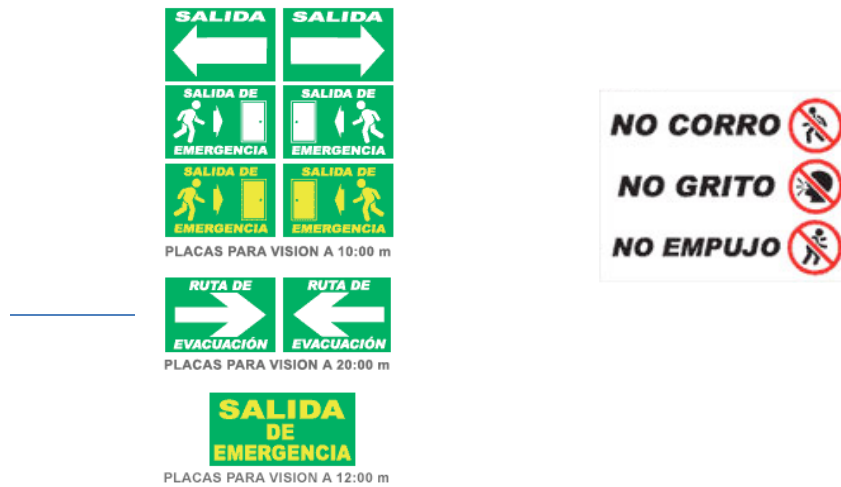 SALIDA
SALIDA
SALIDA DE
EMERGENCIA
SALIDA DE
EMERGENCIA
SALIDA DE
EMERGENCIA
SALIDA DE
EMERGENCIA
PLACAS PARA VISION A 10:00 m
RUTA DE
EVACUACIÓN
RUTA DE
EVACUACIÓN
PLACAS PARA VISION A 20:00 m
SALIDA
DE
EMERGENCIA
PLACAS PARA VISION A 12:00 m
NO CORRO
NO GRITO
NO EMPUJO